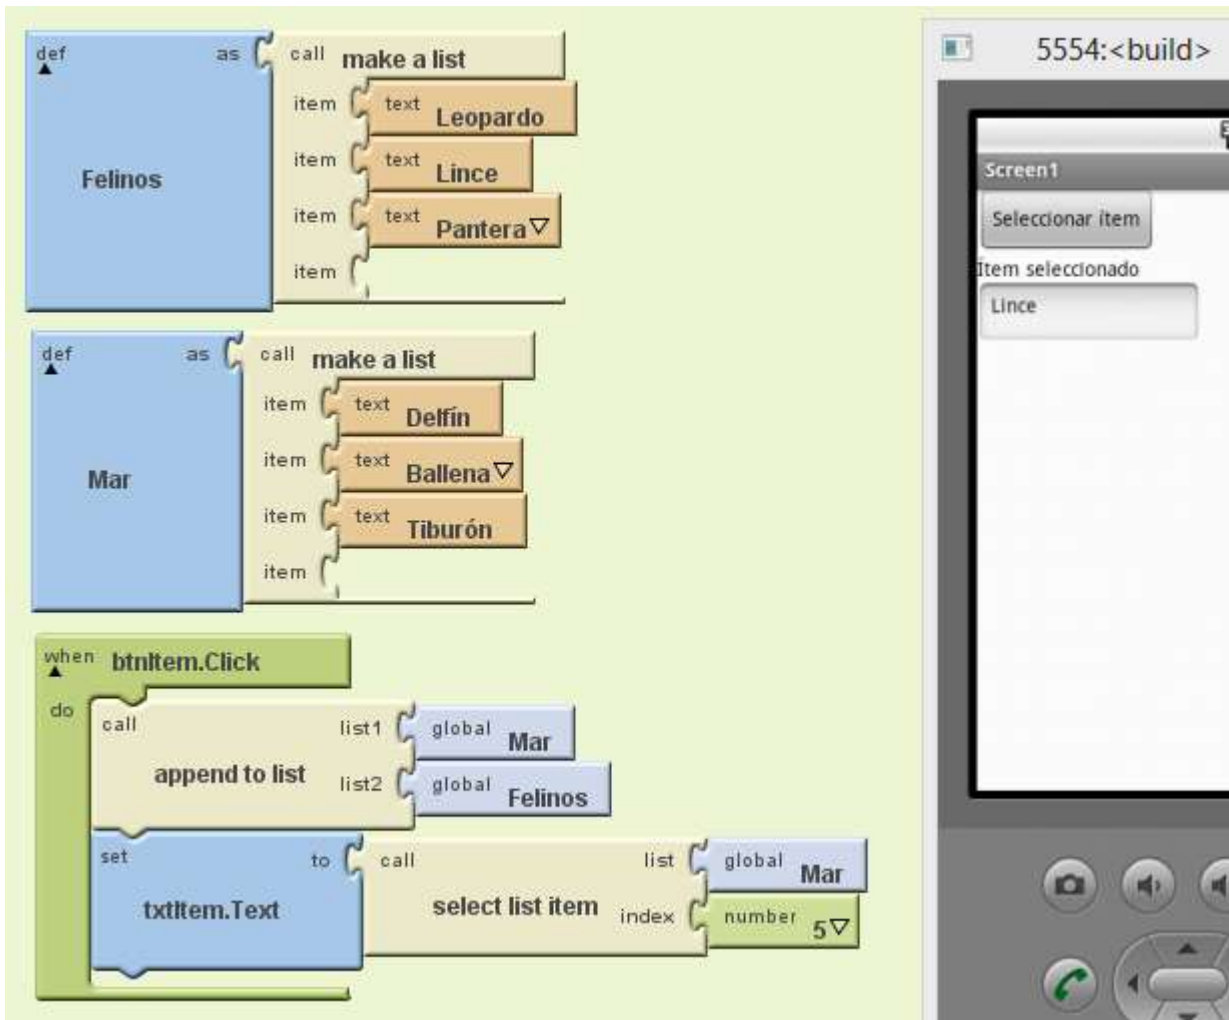 def as call make a list
item text Leopardo
item text Lince
Felinos
item text Pantera
item
def as call make a list
item text Delfín
item text Ballena
Mar
item text Tiburón
item
when btnItem.Click
do
call list1 global Mar
append to list
list2 global Felinos
set to call list global Mar
txtItem.Text select list item index number 5
5554:<build>
Screen1
Seleccionar ítem
Ítem seleccionado
Lince